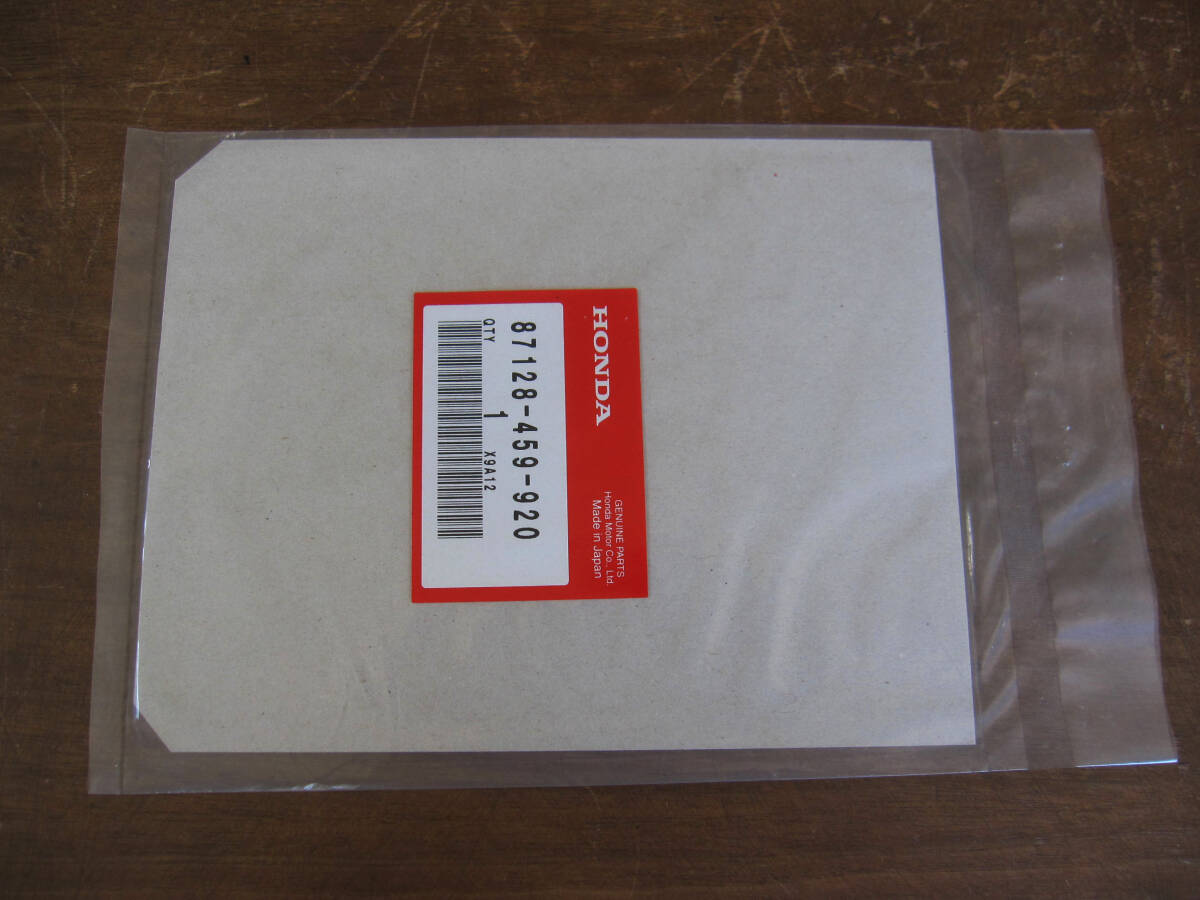 HONDA
GENUINE PARTS
Honda Motor Co., Ltd.
Made in Japan
87128-459-920
QTY 1 X9A12